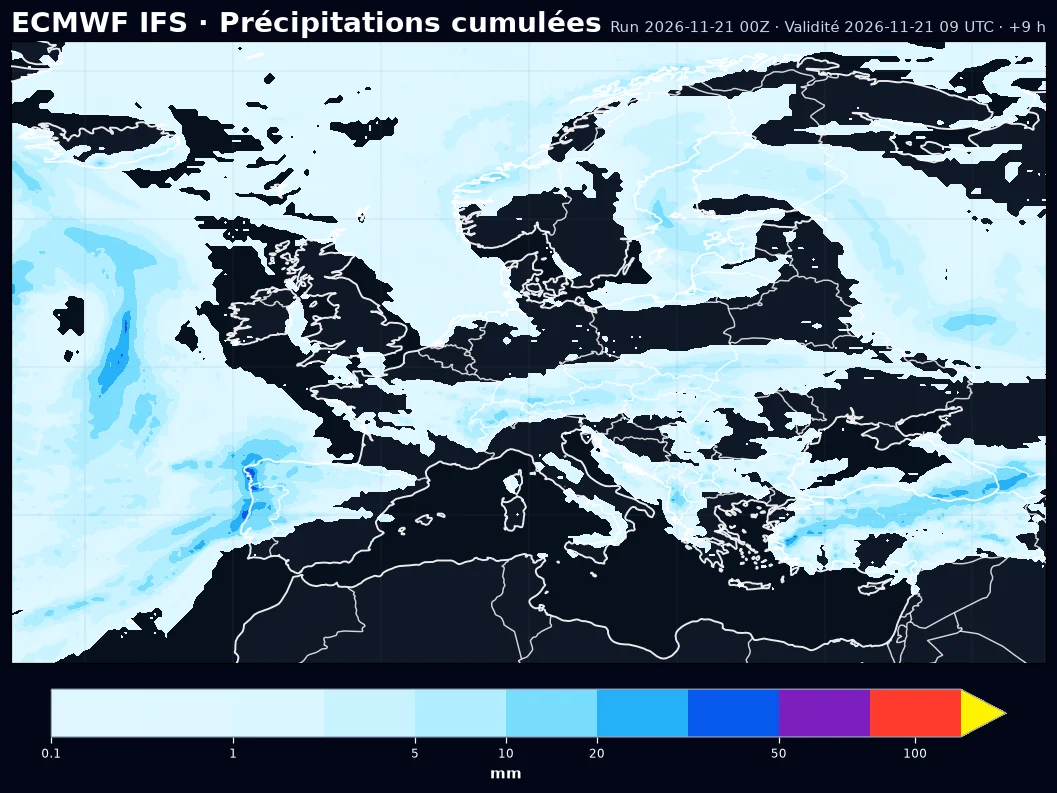 ECMWF IFS · Précipitations cumulées Run 2026-11-21 00Z · Validité 2026-11-21 09 UTC · +9 h
0.1 1 5 10 20 50 100
mm